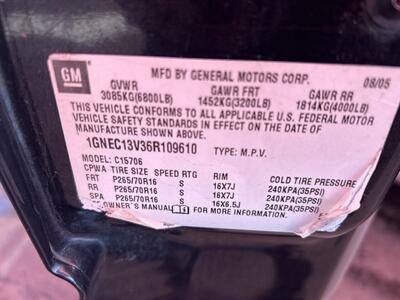 GM
MFD BY GENERAL MOTORS CORP. 08/05
GVWR GAWR FRT GAWR RR
3085KG(6800LB) 1452KG(3200LB) 1814KG(4000LB)
THIS VEHICLE CONFORMS TO ALL APPLICABLE U.S. FEDERAL MOTOR
VEHICLE SAFETY STANDARDS IN EFFECT ON THE DATE OF
MANUFACTURE SHOWN ABOVE.
1GNEC13V36R109610 TYPE: M.P.V.
MODEL: C15706
CPWA TIRE SIZE SPEED RTG RIM COLD TIRE PRESSURE
FRT P265/70R16 S 16X7J 240KPA(35PSI)
RR P265/70R16 S 16X7J 240KPA(35PSI)
SPA P265/70R16 S 16X6.5J 240KPA(35PSI)
OWNER'S MANUAL FOR MORE INFORMATION.